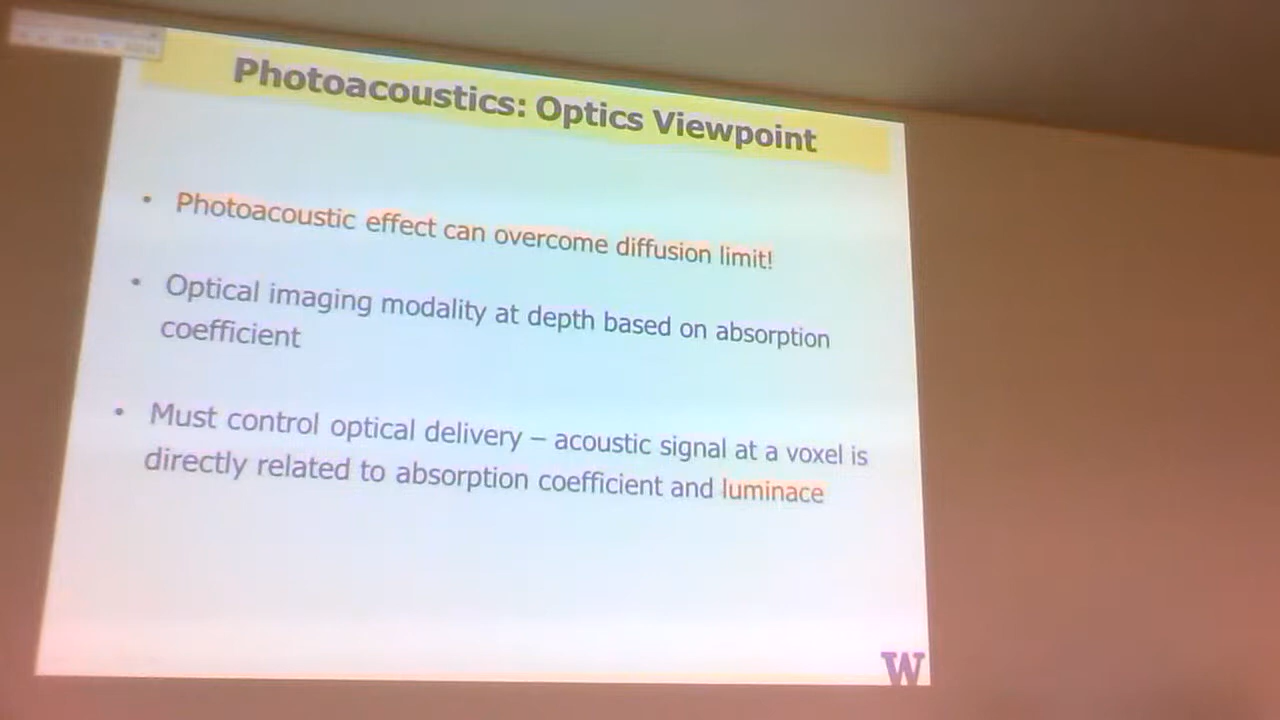 Photoacoustics: Optics Viewpoint
• Photoacoustic effect can overcome diffusion limit!
• Optical imaging modality at depth based on absorption
coefficient
• Must control optical delivery – acoustic signal at a voxel is
directly related to absorption coefficient and luminace
W